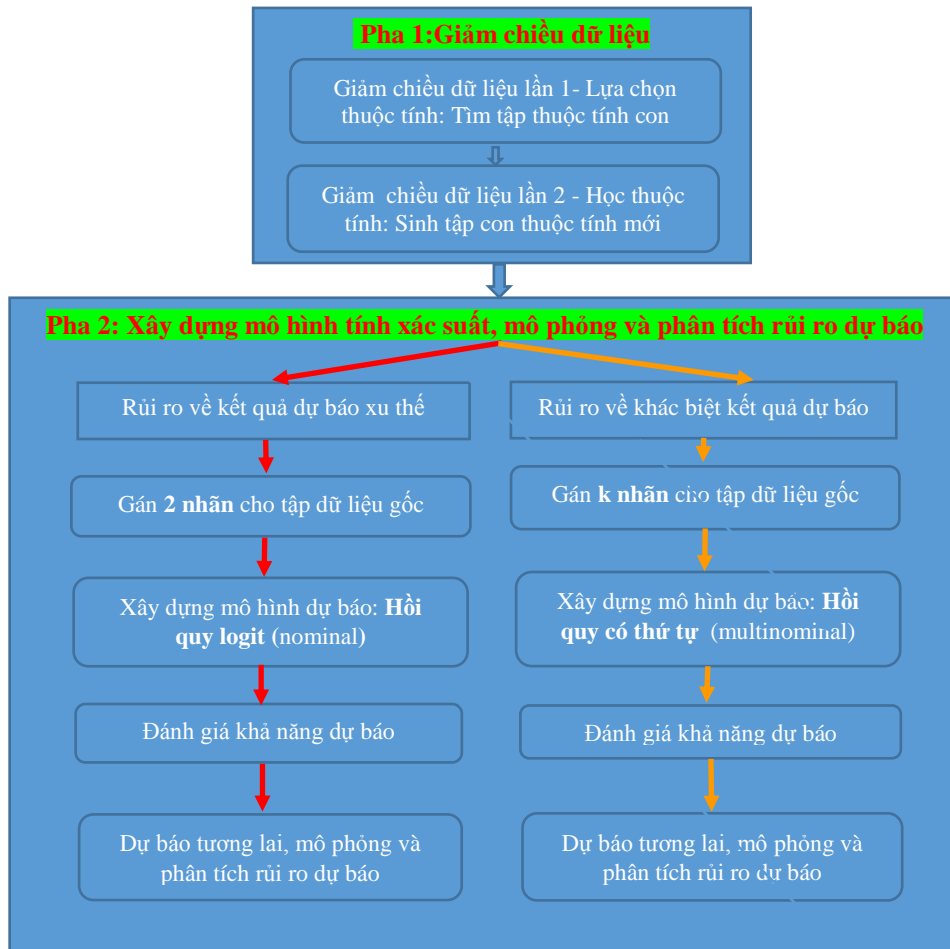 Pha 1:Giảm chiều dữ liệu
Giảm chiều dữ liệu lần 1- Lựa chọn
thuộc tính: Tìm tập thuộc tính con
Giảm chiều dữ liệu lần 2 - Học thuộc
tính: Sinh tập con thuộc tính mới
Pha 2: Xây dựng mô hình tính xác suất, mô phỏng và phân tích rủi ro dự báo
Rủi ro về kết quả dự báo xu thế
Gán 2 nhãn cho tập dữ liệu gốc
Xây dựng mô hình dự báo: Hồi
quy logit (nominal)
Đánh giá khả năng dự báo
Dự báo tương lai, mô phỏng và
phân tích rủi ro dự báo
Rủi ro về khác biệt kết quả dự báo
Gán k nhãn cho tập dữ liệu gốc
Xây dựng mô hình dự báo: Hồi
quy có thứ tự (multinominal)
Đánh giá khả năng dự báo
Dự báo tương lai, mô phỏng và
phân tích rủi ro dự báo